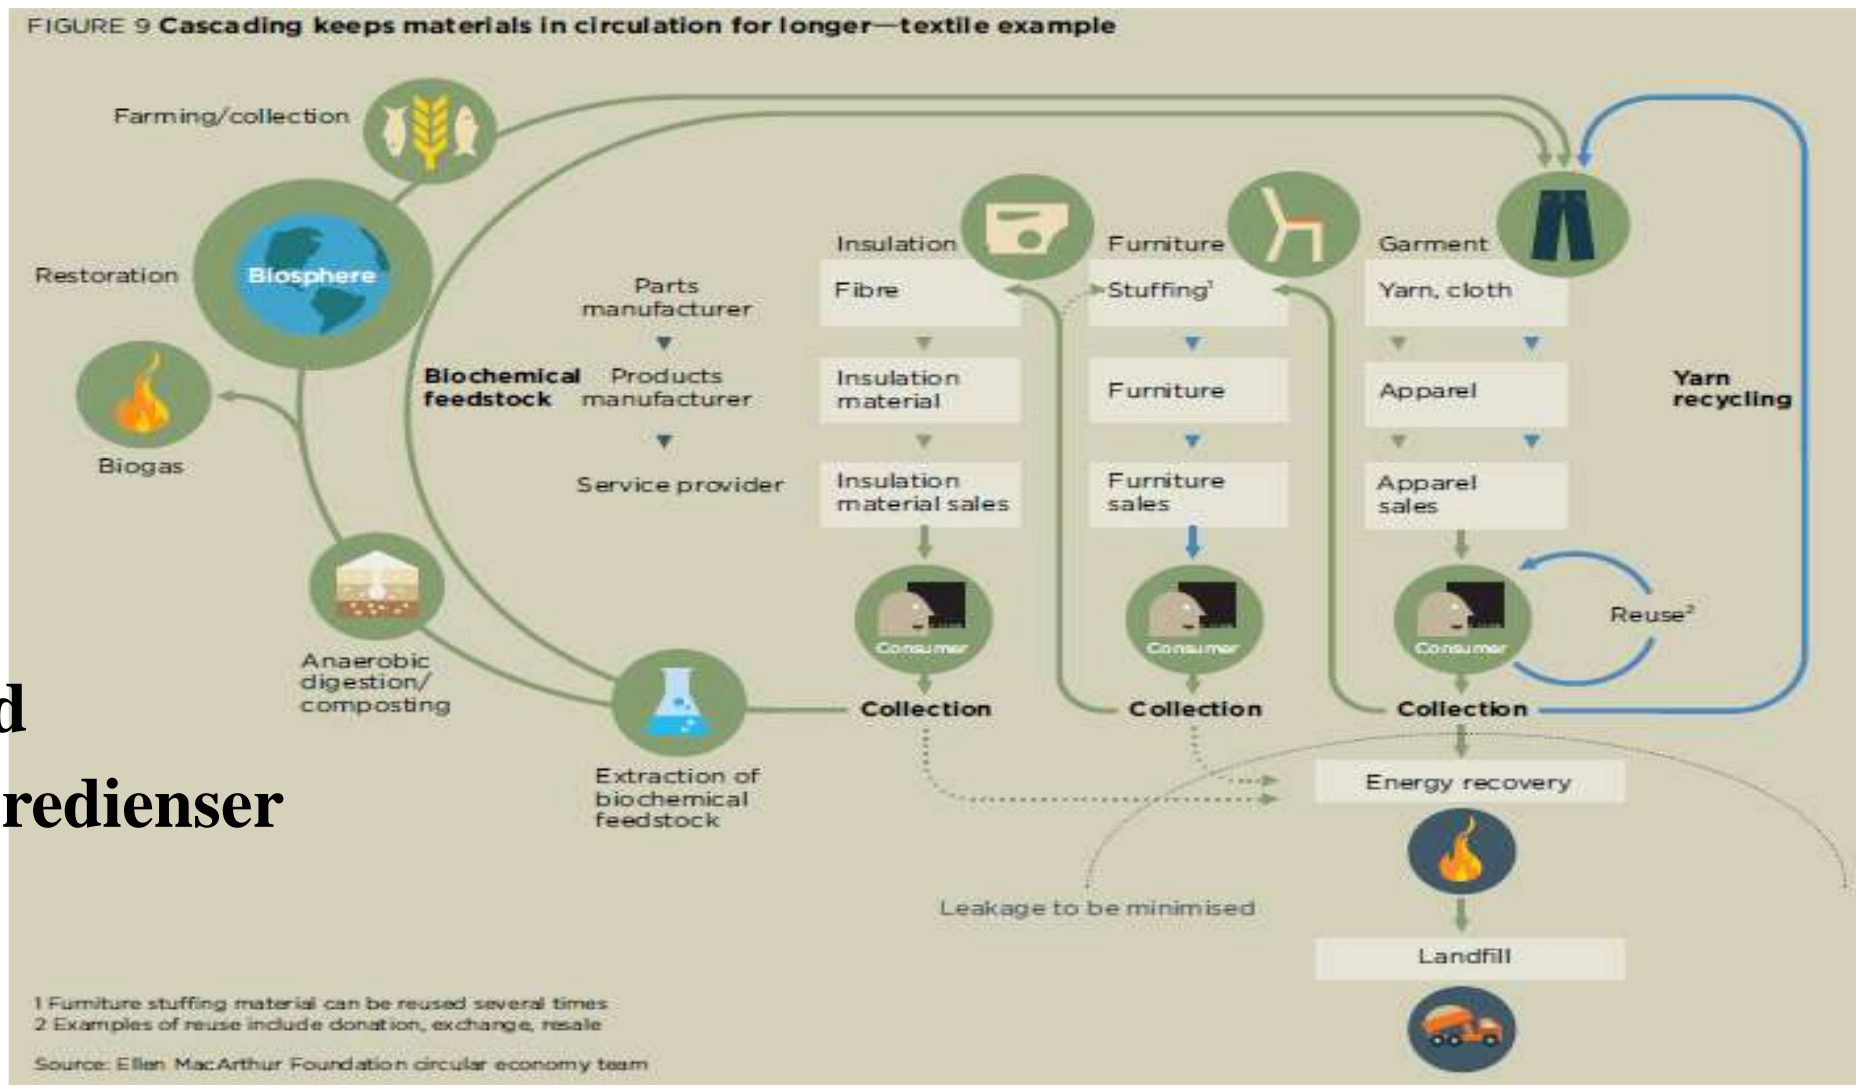 FIGURE 9 Cascading keeps materials in circulation for longer—textile example
Farming/collection
Restoration
Biosphere
Biogas
Biochemical
feedstock
Anaerobic
digestion/
composting
Extraction of
biochemical
feedstock
Parts
manufacturer
Products
manufacturer
Service provider
Insulation
Fibre
Insulation
material
Insulation
material sales
Consumer
Collection
Furniture
Stuffing¹
Furniture
Furniture
sales
Consumer
Collection
Garment
Yarn, cloth
Apparel
Apparel
sales
Consumer
Collection
Reuse²
Yarn
recycling
Energy recovery
Leakage to be minimised
Landfill
d
redienser
1 Furniture stuffing material can be reused several times
2 Examples of reuse include donation, exchange, resale
Source: Ellen MacArthur Foundation circular economy team